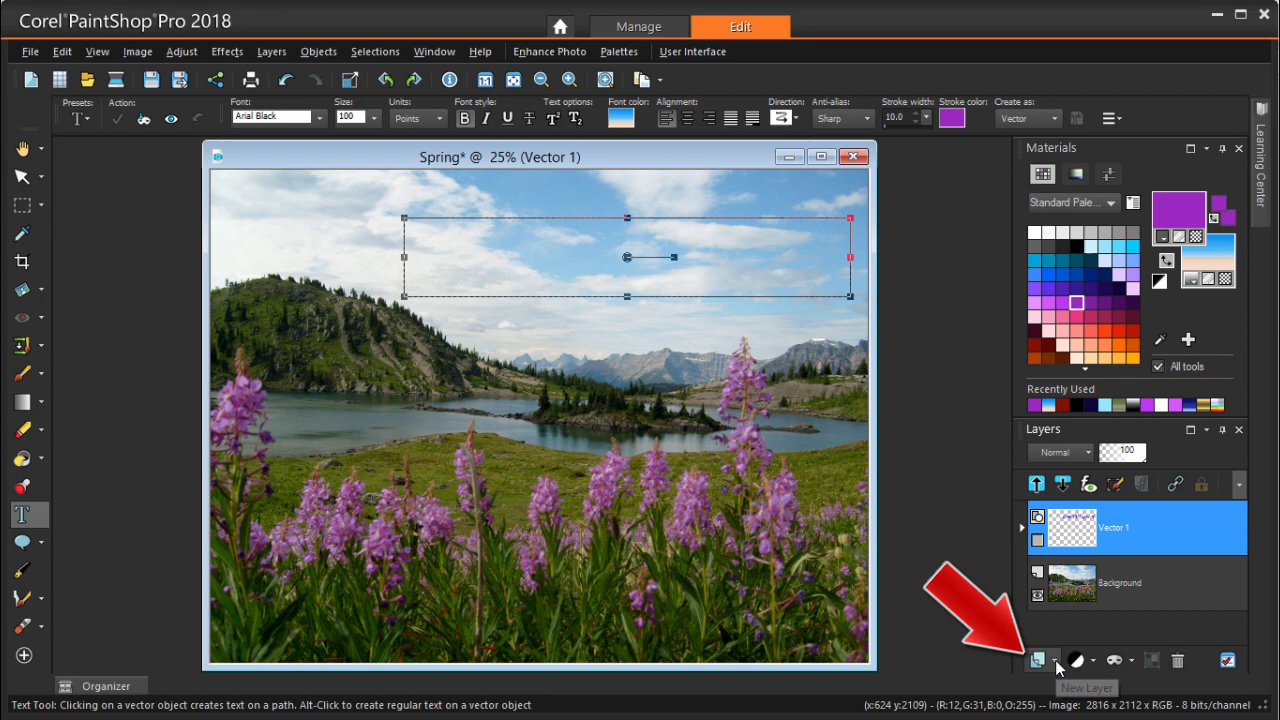 Corel®PaintShop®Pro 2018
Manage
Edit
File Edit View Image Adjust Effects Layers Objects Selections Window Help Enhance Photo Palettes User Interface
Presets: Action: Font: Size: Units: Font style: Text options: Font color: Alignment: Direction: Anti-alias: Stroke width: Stroke color: Create as:
Arial Black 100 Points Sharp 10.0 Vector
Spring* @ 25% (Vector 1)
Materials
Learning Center
Standard Pale...
All tools
Recently Used
Layers
Normal 100
Vector 1
Background
New Layer
Organizer
Text Tool: Clicking on a vector object creates text on a path. Alt-Click to create regular text on a vector object
(x:624 y:2109) -- (R:12,G:31,B:0,O:255) -- Image: 2816 x 2112 x RGB - 8 bits/channel